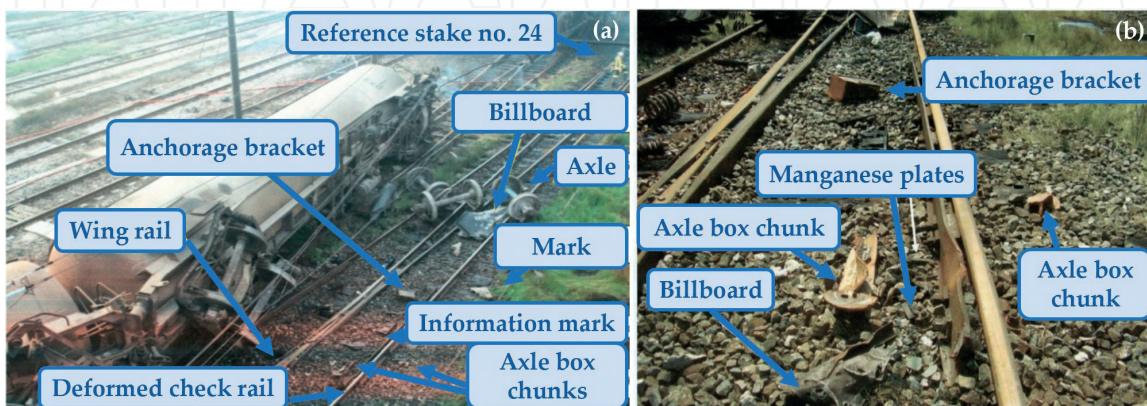 (a)
Reference stake no. 24
Billboard
Anchorage bracket
Axle
Wing rail
Mark
Information mark
Axle box
chunks
Deformed check rail
(b)
Anchorage bracket
Manganese plates
Axle box chunk
Billboard
Axle box
chunk